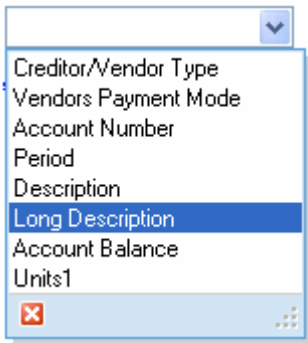 Creditor/Vendor Type
Vendors Payment Mode
Account Number
Period
Description
Long Description
Account Balance
Units1